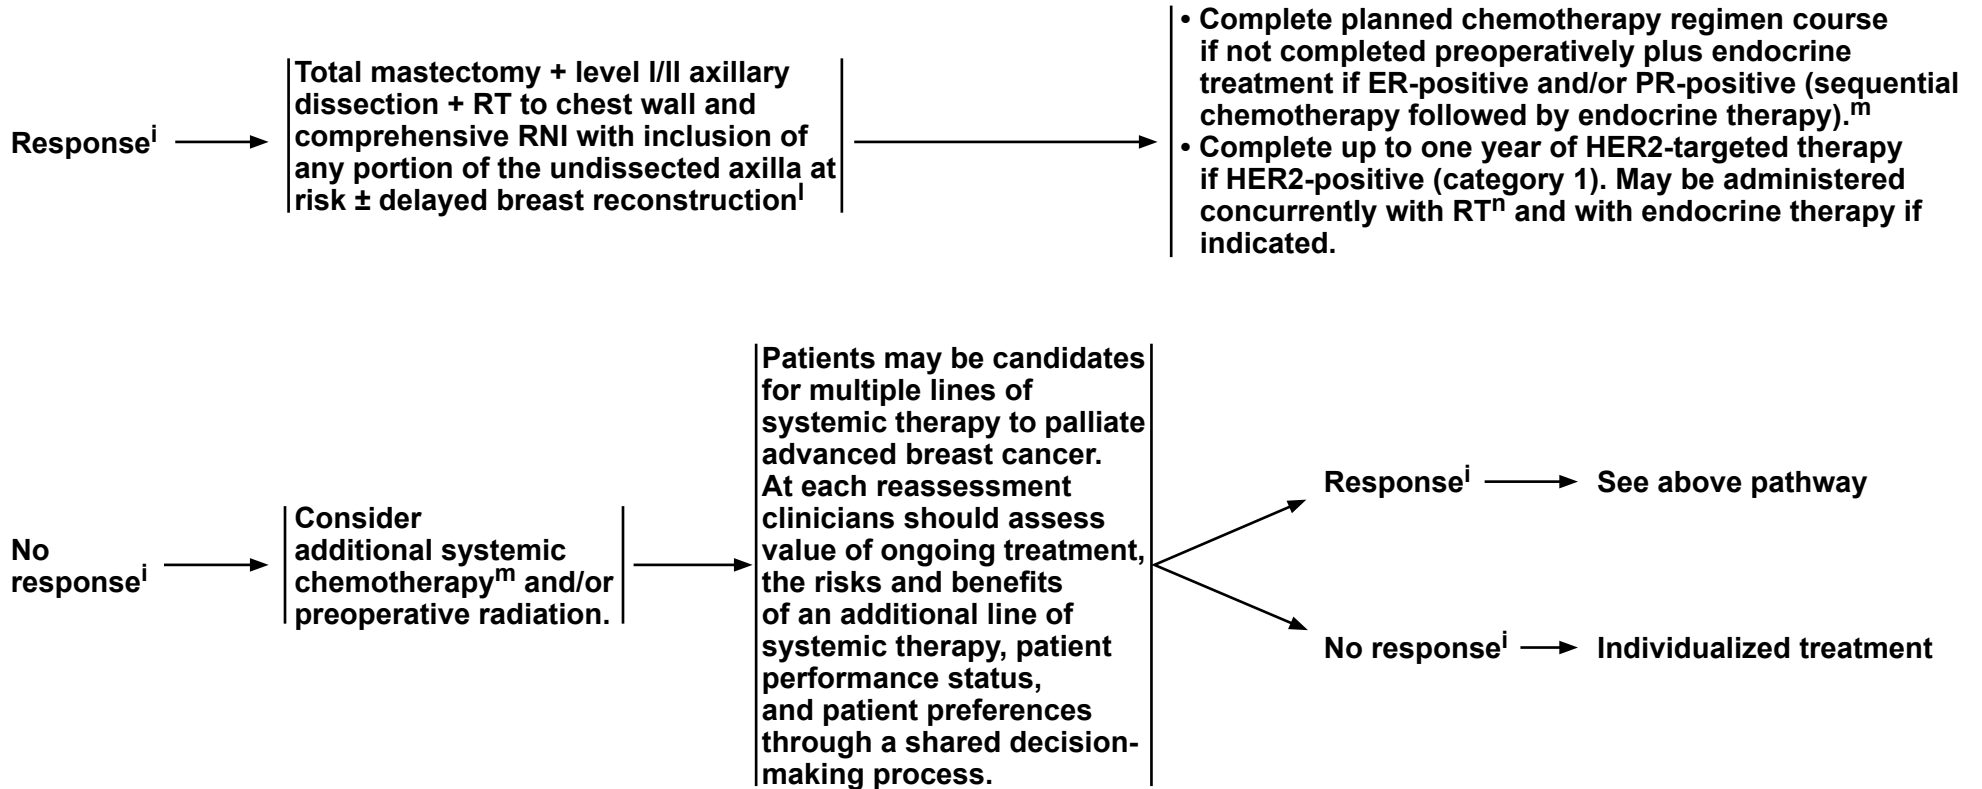 Responseⁱ
Total mastectomy + level I/II axillary
dissection + RT to chest wall and
comprehensive RNI with inclusion of
any portion of the undissected axilla at
risk ± delayed breast reconstructionˡ
• Complete planned chemotherapy regimen course
if not completed preoperatively plus endocrine
treatment if ER-positive and/or PR-positive (sequential
chemotherapy followed by endocrine therapy).ᵐ
• Complete up to one year of HER2-targeted therapy
if HER2-positive (category 1). May be administered
concurrently with RTⁿ and with endocrine therapy if
indicated.
No
responseⁱ
Consider
additional systemic
chemotherapyᵐ and/or
preoperative radiation.
Patients may be candidates
for multiple lines of
systemic therapy to palliate
advanced breast cancer.
At each reassessment
clinicians should assess
value of ongoing treatment,
the risks and benefits
of an additional line of
systemic therapy, patient
performance status,
and patient preferences
through a shared decision-
making process.
Responseⁱ
See above pathway
No responseⁱ
Individualized treatment